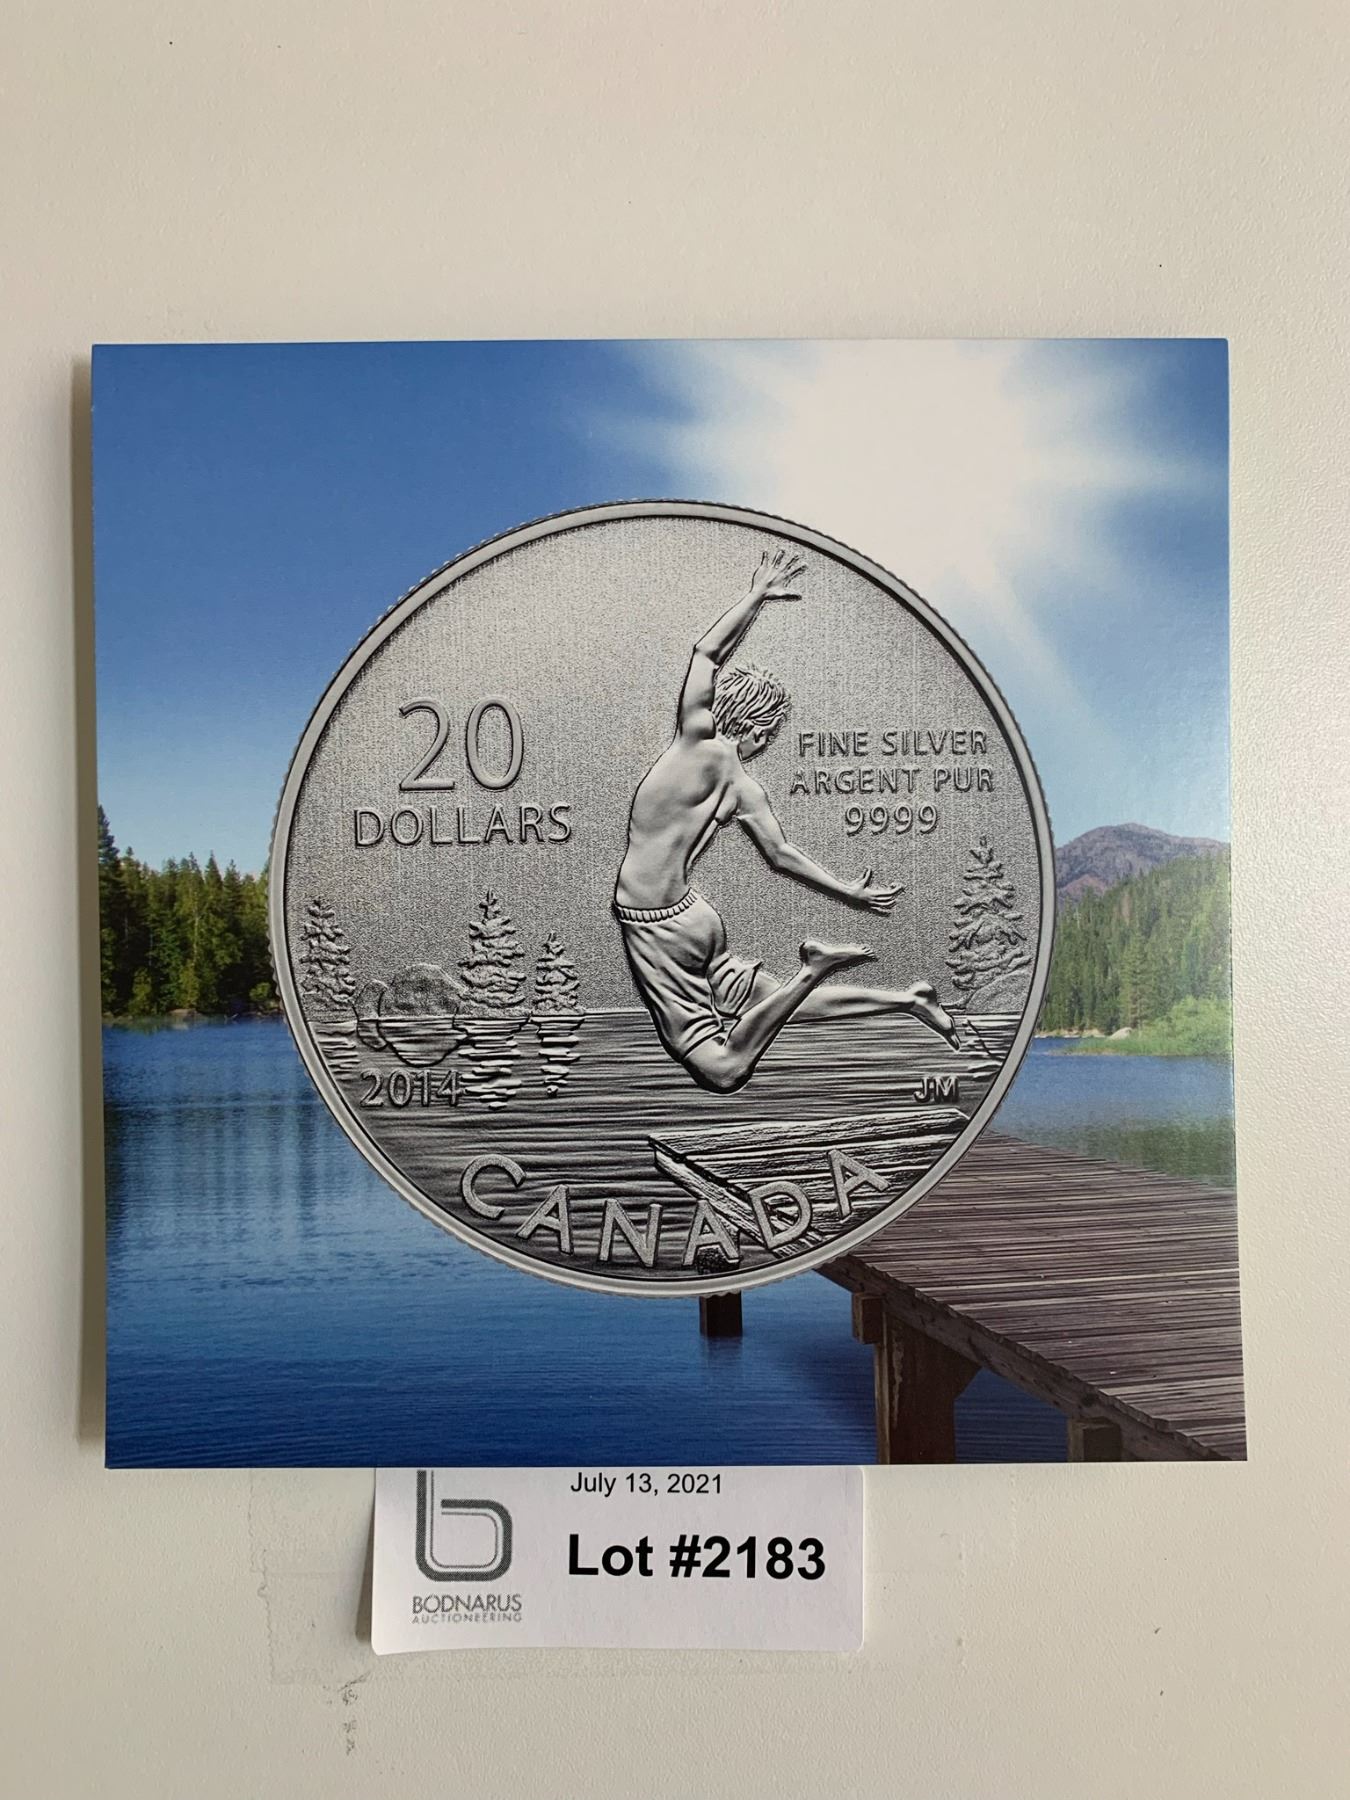 20
DOLLARS
FINE SILVER
ARGENT PUR
9999
2014
JM
CANADA
July 13, 2021
Lot #2183
BODNARUS
AUCTIONEERING